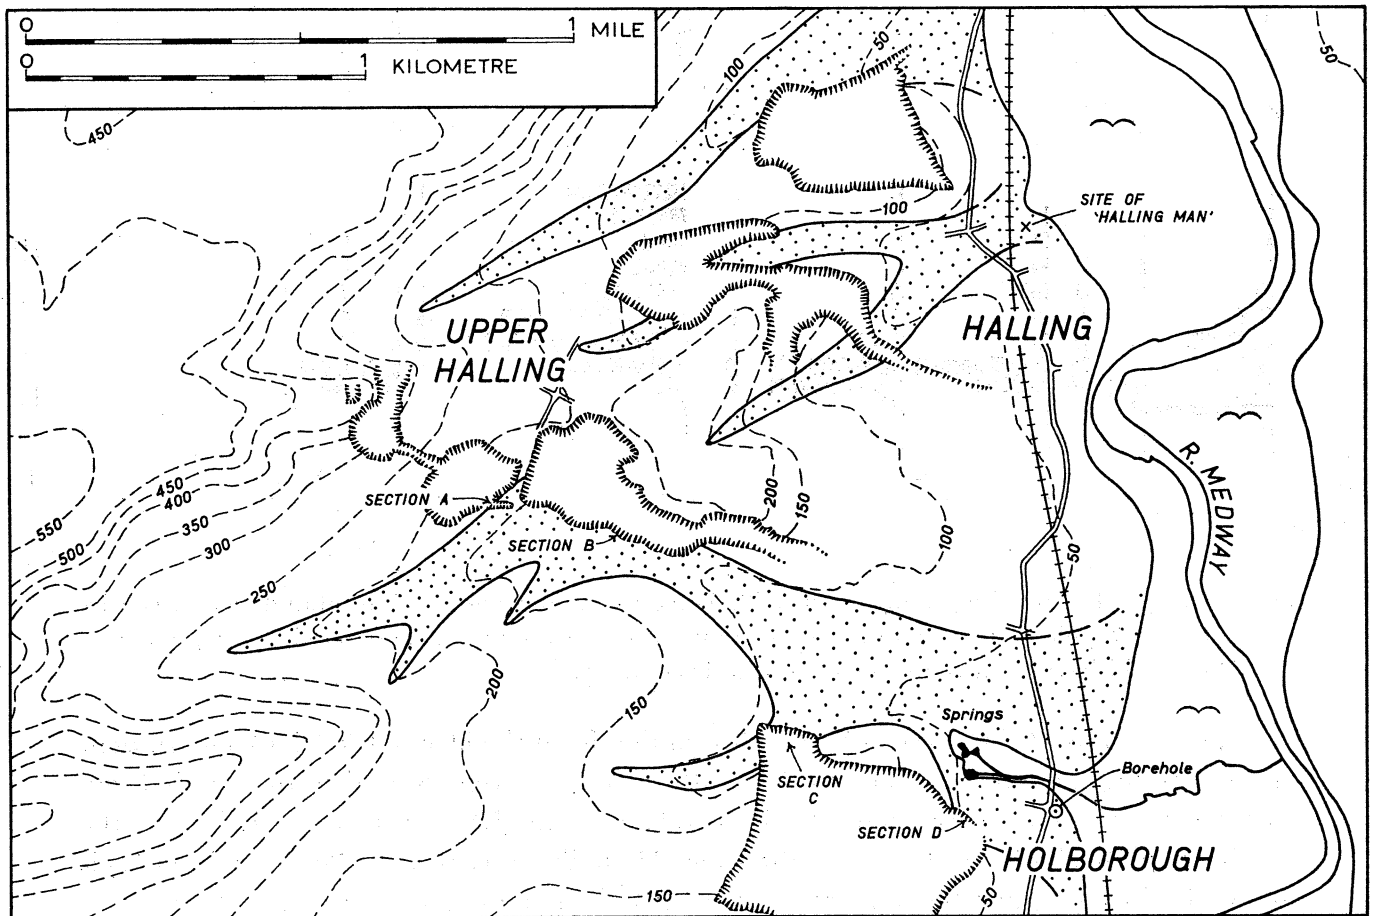 0 1 MILE
0 1 KILOMETRE
50
100
50
450
SITE OF
'HALLING MAN'
100
UPPER
HALLING
HALLING
R. MEDWAY
450
400
350
300
550
500
250
SECTION A
SECTION B
200
150
100
50
200
150
Springs
Borehole
SECTION
C
SECTION D
HOLBOROUGH
150
50